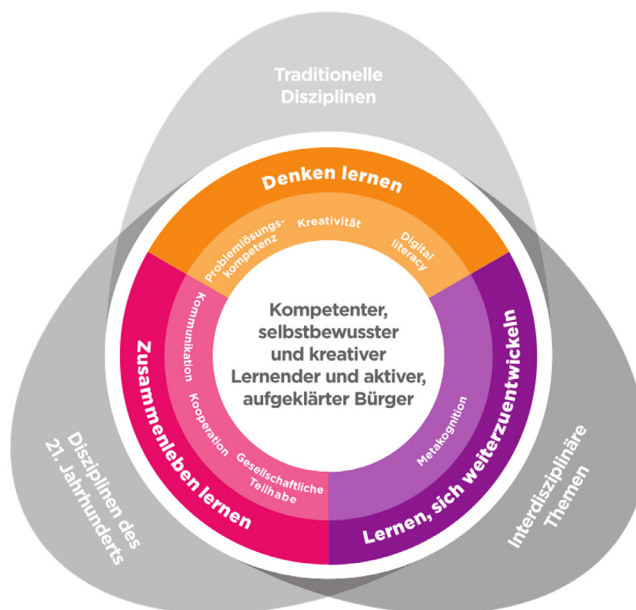 Traditionelle
Disziplinen
Denken lernen
Problemlösungs-
kompetenz
Kreativität
Digital
literacy
Kompetenter,
selbstbewusster
und kreativer
Lernender und aktiver,
aufgeklärter Bürger
Zusammenleben lernen
Kommunikation
Kooperation
Gesellschaftliche
Teilhabe
Lernen, sich weiterzuentwickeln
Metakognition
Disziplinen des
21. Jahrhunderts
Interdisziplinäre
Themen